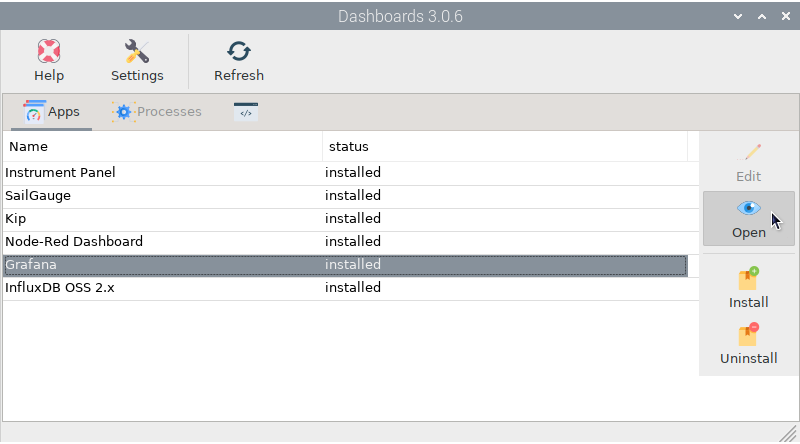 Dashboards 3.0.6
Help Settings Refresh
Apps Processes </>
Name status
Edit
Instrument Panel installed
SailGauge installed
Kip installed
Open
Node-Red Dashboard installed
Grafana installed
InfluxDB OSS 2.x installed
Install
Uninstall